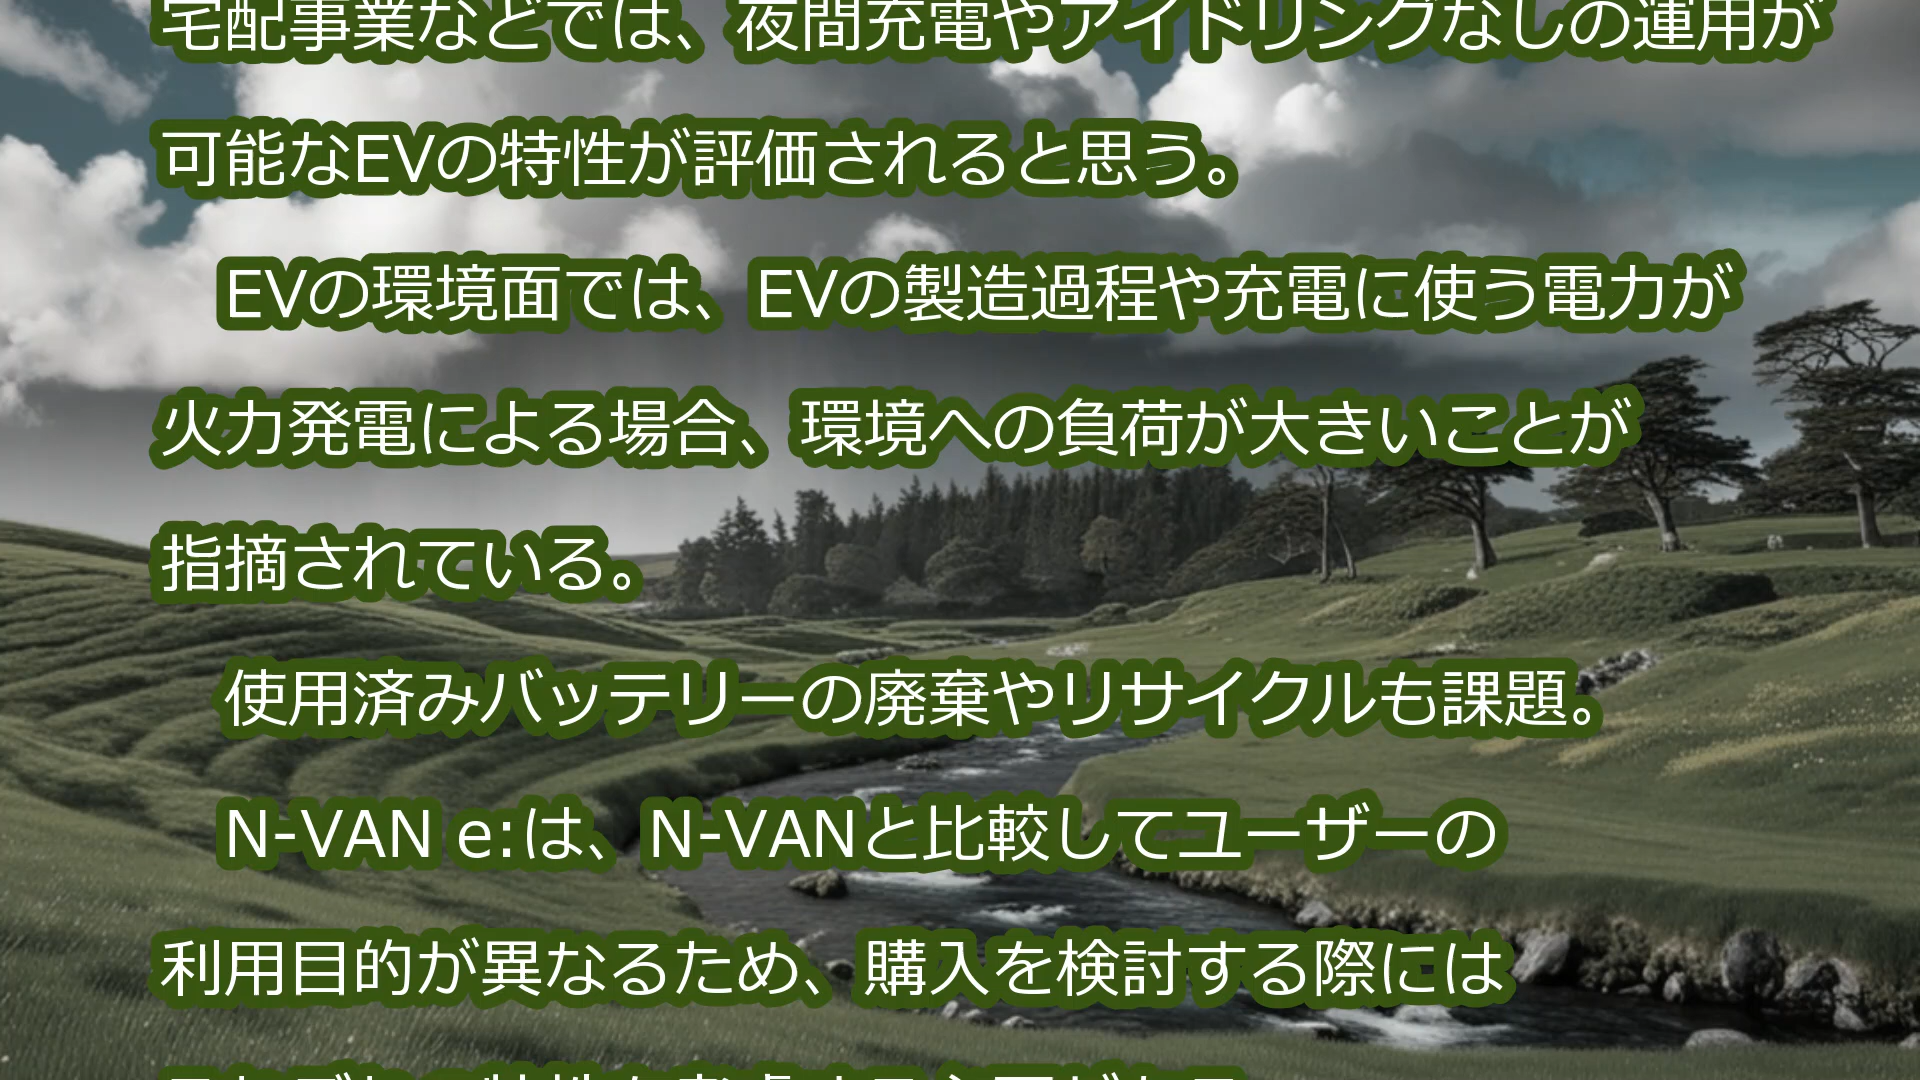 宅配事業などでは、夜間充電やアイドリングなしの運用が
可能なEVの特性が評価されると思う。
EVの環境面では、EVの製造過程や充電に使う電力が
火力発電による場合、環境への負荷が大きいことが
指摘されている。
使用済みバッテリーの廃棄やリサイクルも課題。
N-VAN e:は、N-VANと比較してユーザーの
利用目的が異なるため、購入を検討する際には